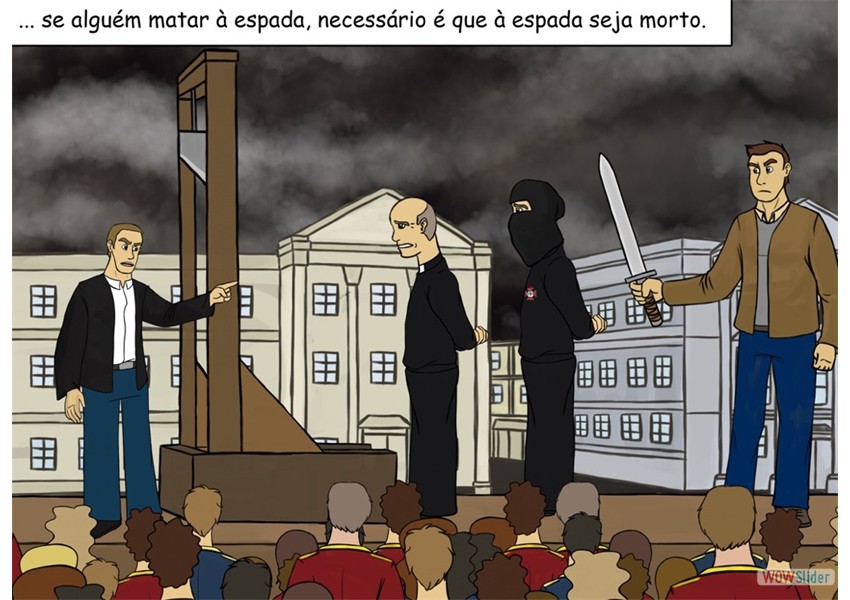 ... se alguém matar à espada, necessário é que à espada seja morto.
WOWSlider